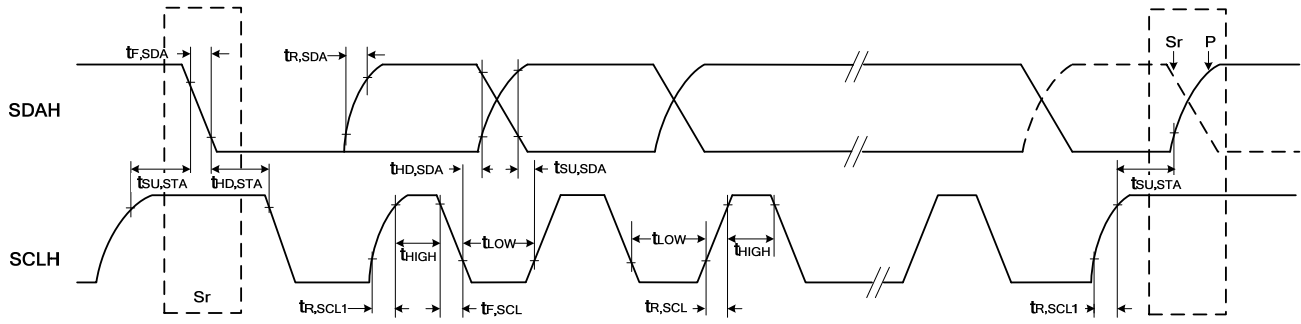 Sr P
tF,SDA tR,SDA
SDAH
tHD,SDA tSU,SDA
tSU,STA tHD,STA tSU,STA
tLOW tLOW
tHIGH tHIGH
SCLH
Sr
tR,SCL1 tF,SCL tR,SCL tR,SCL1